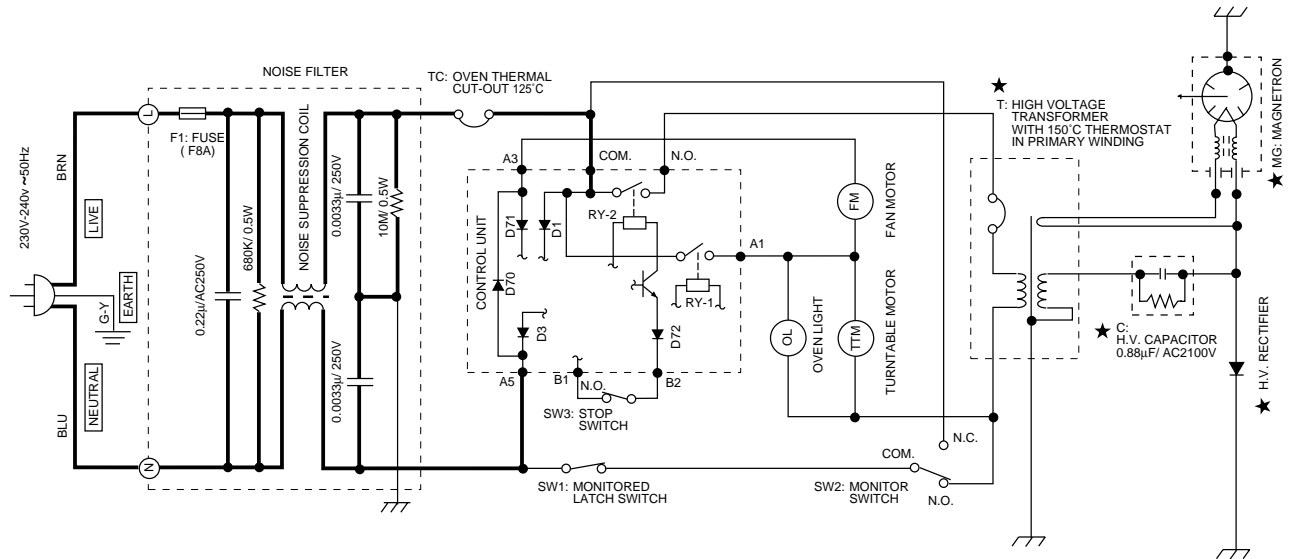 230V-240v ~50Hz
BRN
LIVE
EARTH
G-Y
NEUTRAL
BLU
L
N
NOISE FILTER
F1: FUSE
( F8A)
0.22µ/AC250V
680K/ 0.5W
NOISE SUPPRESSION COIL
0.0033µ/ 250V
0.0033µ/ 250V
10M/ 0.5W
TC: OVEN THERMAL
CUT-OUT 125˚C
A3
COM.
N.O.
CONTROL UNIT
D71
D1
D70
D3
RY-2
RY-1
D72
A1
A5
B1
N.O.
B2
SW3: STOP
SWITCH
SW1: MONITORED
LATCH SWITCH
FM
FAN MOTOR
OL
OVEN LIGHT
TTM
TURNTABLE MOTOR
N.C.
COM.
SW2: MONITOR
SWITCH
N.O.
★
T: HIGH VOLTAGE
TRANSFORMER
WITH 150˚C THERMOSTAT
IN PRIMARY WINDING
★ C:
H.V. CAPACITOR
0.88µF/ AC2100V
★ MG: MAGNETRON
★ H.V. RECTIFIER